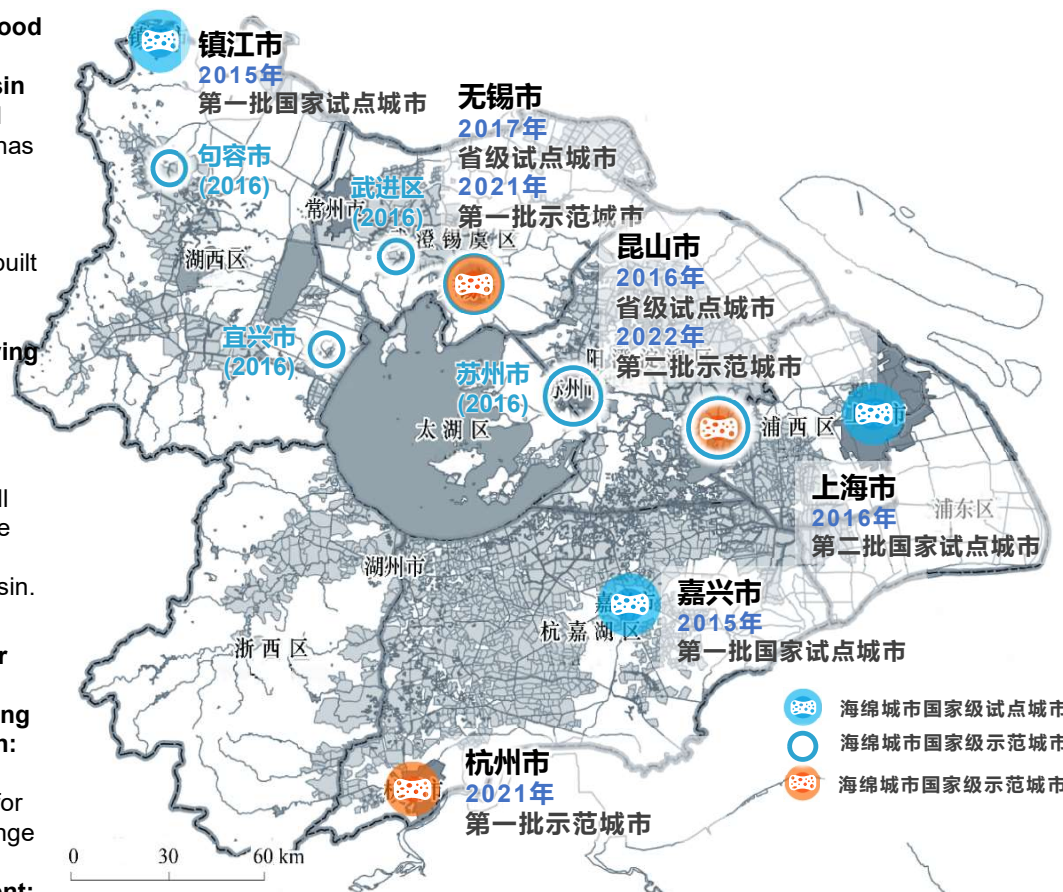 ood
sin
has
built
ring
ll
e
sin.
r
ng
n:
for
nge
ent:
镇江市
2015年
第一批国家试点城市
句容市
(2016)
武进区
(2016)
常州市
湖西区
宜兴市
(2016)
无锡市
2017年
省级试点城市
2021年
第一批示范城市
澄锡虞区
昆山市
2016年
省级试点城市
2022年
第二批示范城市
苏州市
(2016)
太湖区
浦西区
上海市
2016年
第二批国家试点城市
浦东区
湖州市
嘉兴市
2015年
第一批国家试点城市
杭嘉湖区
浙西区
杭州市
2021年
第一批示范城市
海绵城市国家级试点城市
海绵城市国家级示范城市
海绵城市国家级示范城市
0 30 60 km